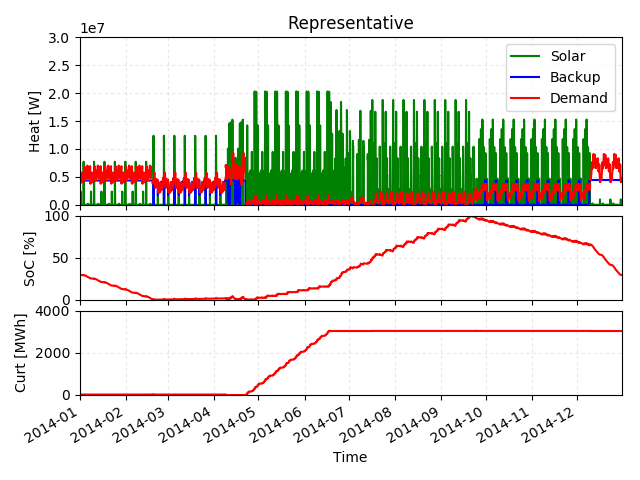 Representative
1e7
3.0
2.5
2.0
1.5
1.0
0.5
0.0
Heat [W]
Solar
Backup
Demand
100
50
0
SoC [%]
4000
2000
0
Curt [MWh]
2014-01
2014-02
2014-03
2014-04
2014-05
2014-06
2014-07
2014-08
2014-09
2014-10
2014-11
2014-12
Time